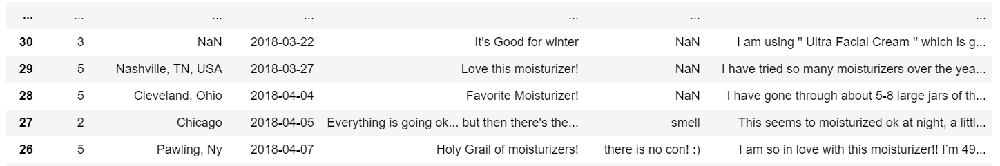 ... ... ... ... ... ... ...
30 3 NaN 2018-03-22 It's Good for winter NaN I am using " Ultra Facial Cream " which is g...
29 5 Nashville, TN, USA 2018-03-27 Love this moisturizer! NaN I have tried so many moisturizers over the yea...
28 5 Cleveland, Ohio 2018-04-04 Favorite Moisturizer! NaN I have gone through about 5-8 large jars of th...
27 2 Chicago 2018-04-05 Everything is going ok... but then there's the... smell This seems to moisturized ok at night, a littl...
26 5 Pawling, Ny 2018-04-07 Holy Grail of moisturizers! there is no con! :) I am so in love with this moisturizer!! I’m 49...